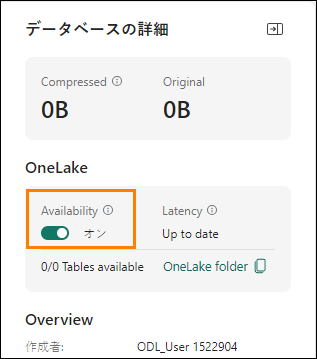 データベースの詳細
Compressed Original
0B 0B
OneLake
Availability Latency
オン Up to date
0/0 Tables available OneLake folder
Overview
作成者: ODL_User 1522904